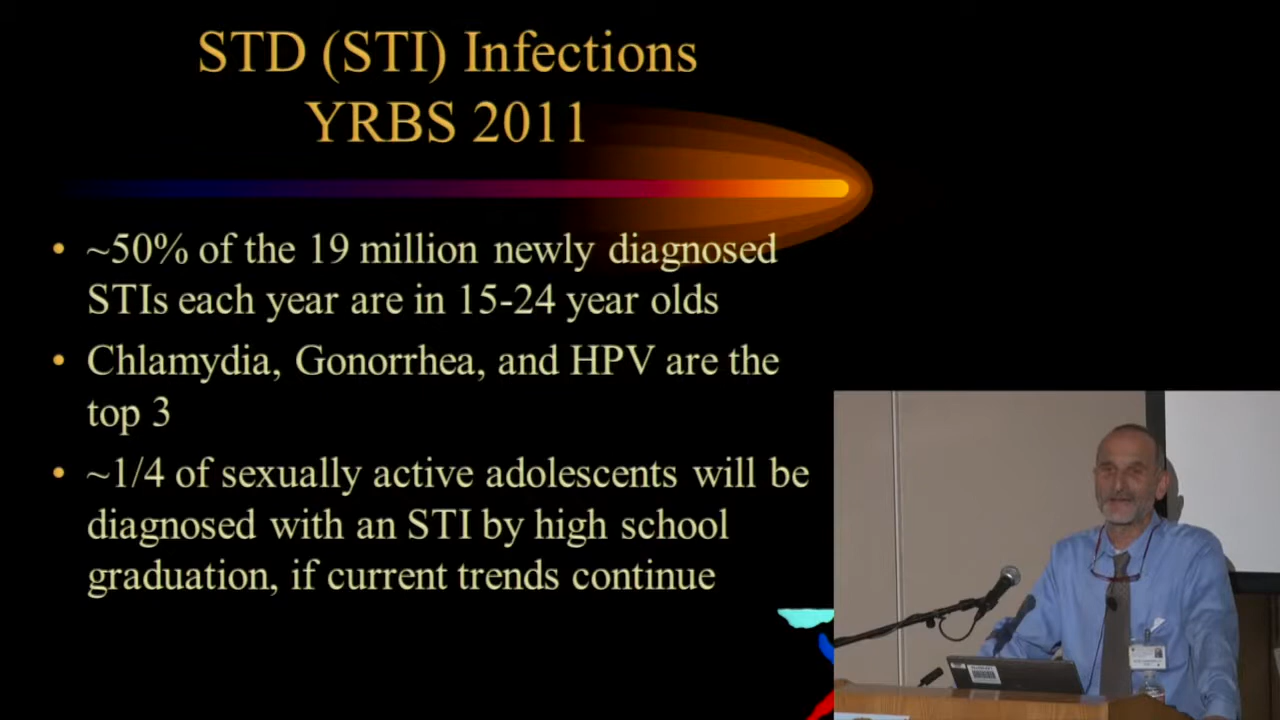 STD (STI) Infections
YRBS 2011
• ~50% of the 19 million newly diagnosed
STIs each year are in 15-24 year olds
• Chlamydia, Gonorrhea, and HPV are the
top 3
• ~1/4 of sexually active adolescents will be
diagnosed with an STI by high school
graduation, if current trends continue